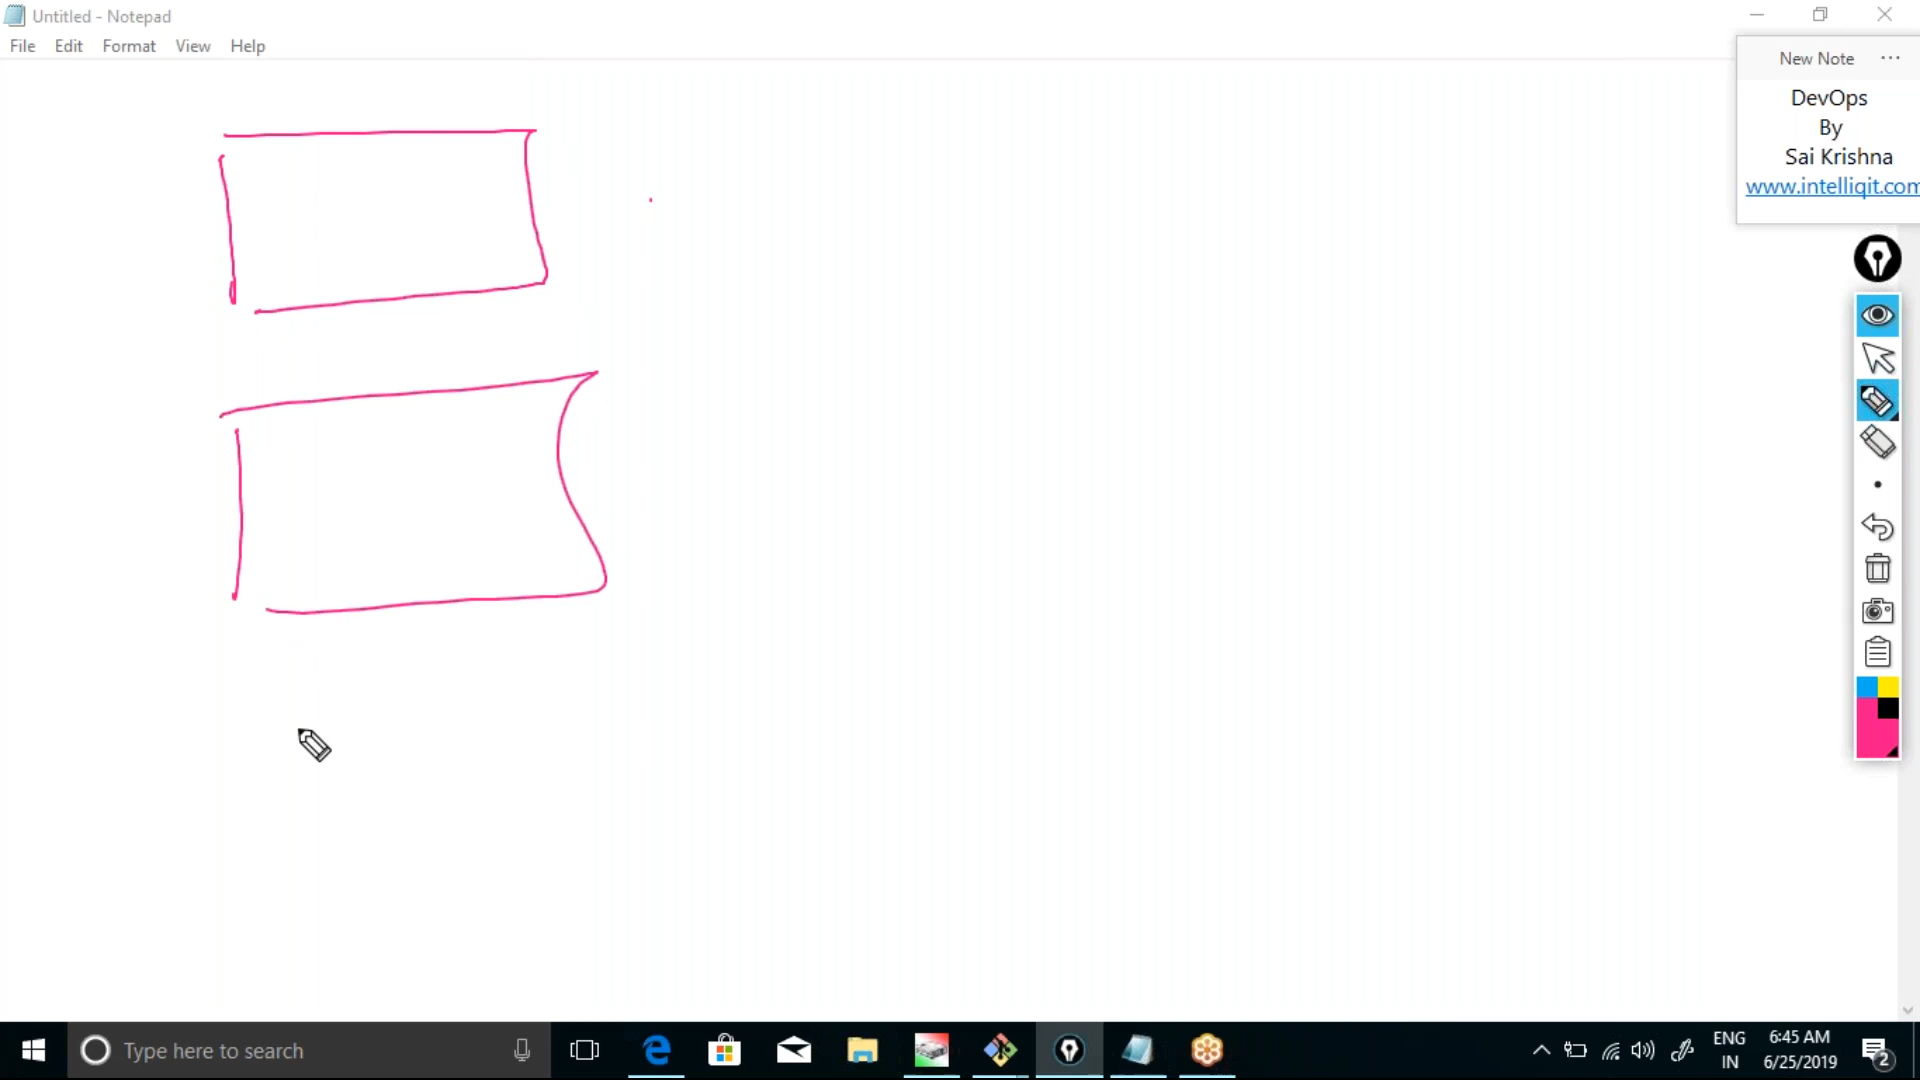 Untitled - Notepad
File Edit Format View Help
New Note ...
DevOps
By
Sai Krishna
www.intelliqit.com
Type here to search
ENG
IN
6:45 AM
6/25/2019
2